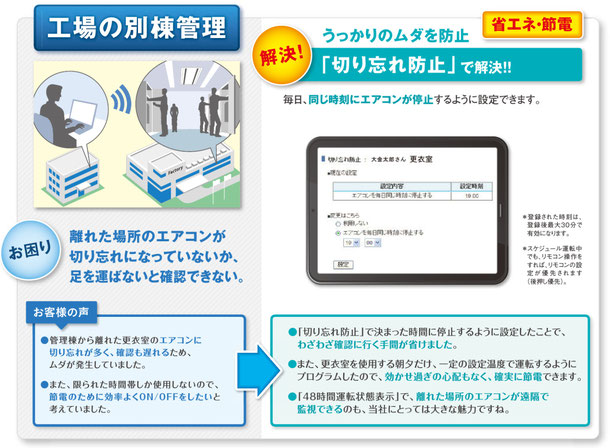 工場の別棟管理
解決!
うっかりのムダを防止
省エネ・節電
「切り忘れ防止」で解決!!
毎日、同じ時刻にエアコンが停止するように設定できます。
Factory
切り忘れ防止 : 大金太郎さん 更衣室
■現在の設定
設定内容 設定時刻
エアコンを毎日同じ時刻に停止する 19:00
■変更はこちら
利用しない
エアコンを毎日同じ時刻に停止する
19 00
設定
*登録された時刻は、
登録後最大30分で
有効になります。
*スケジュール運転中
でも、リモコン操作を
すれば、リモコンの設
定が優先されます
(後押し優先)。
お困り
離れた場所のエアコンが
切り忘れになっていないか、
足を運ばないと確認できない。
お客様の声
●管理棟から離れた更衣室のエアコンに
切り忘れが多く、確認も遅れるため、
ムダが発生していました。
●また、限られた時間帯しか使用しないので、
節電のために効率よくON/OFFをしたいと
考えていました。
●「切り忘れ防止」で決まった時間に停止するように設定したことで、
わざわざ確認に行く手間が省けました。
●また、更衣室を使用する朝夕だけ、一定の設定温度で運転するように
プログラムしたので、効かせ過ぎの心配もなく、確実に節電できます。
●「48時間運転状態表示」で、離れた場所のエアコンが遠隔で
監視できるのも、当社にとっては大きな魅力ですね。